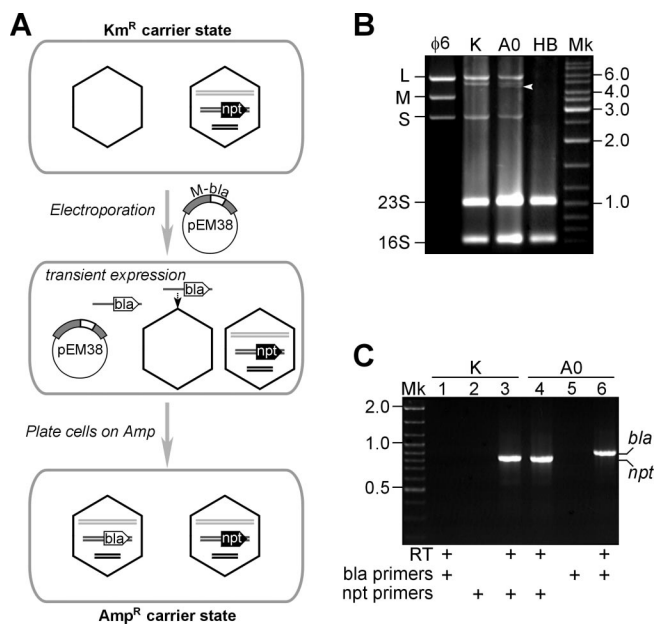 A
Kmᴿ carrier state
npt
Electroporation
M-bla
pEM38
transient expression
bla
bla
pEM38
npt
Plate cells on Amp
bla
npt
Ampᴿ carrier state
B
ϕ6 K A0 HB Mk
L
M
S
23S
16S
6.0
4.0
3.0
2.0
1.0
C
K A0
Mk 1 2 3 4 5 6
2.0
1.0
0.5
bla
npt
RT + + + +
bla primers + + +
npt primers + + +